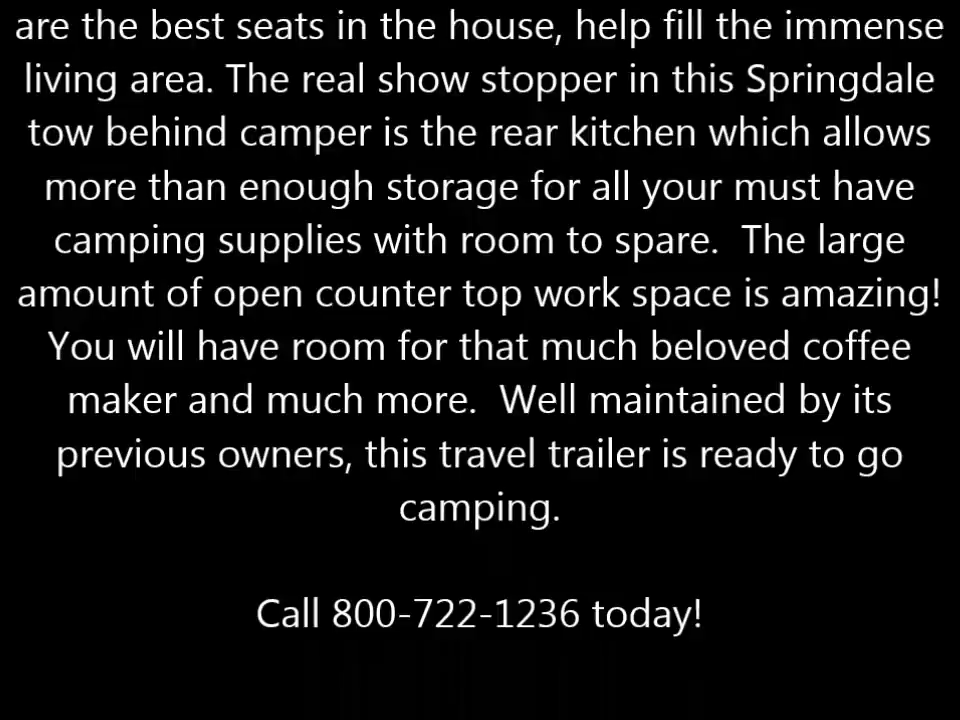 are the best seats in the house, help fill the immense
living area. The real show stopper in this Springdale
tow behind camper is the rear kitchen which allows
more than enough storage for all your must have
camping supplies with room to spare.  The large
amount of open counter top work space is amazing!
You will have room for that much beloved coffee
maker and much more.  Well maintained by its
previous owners, this travel trailer is ready to go
camping.

Call 800-722-1236 today!